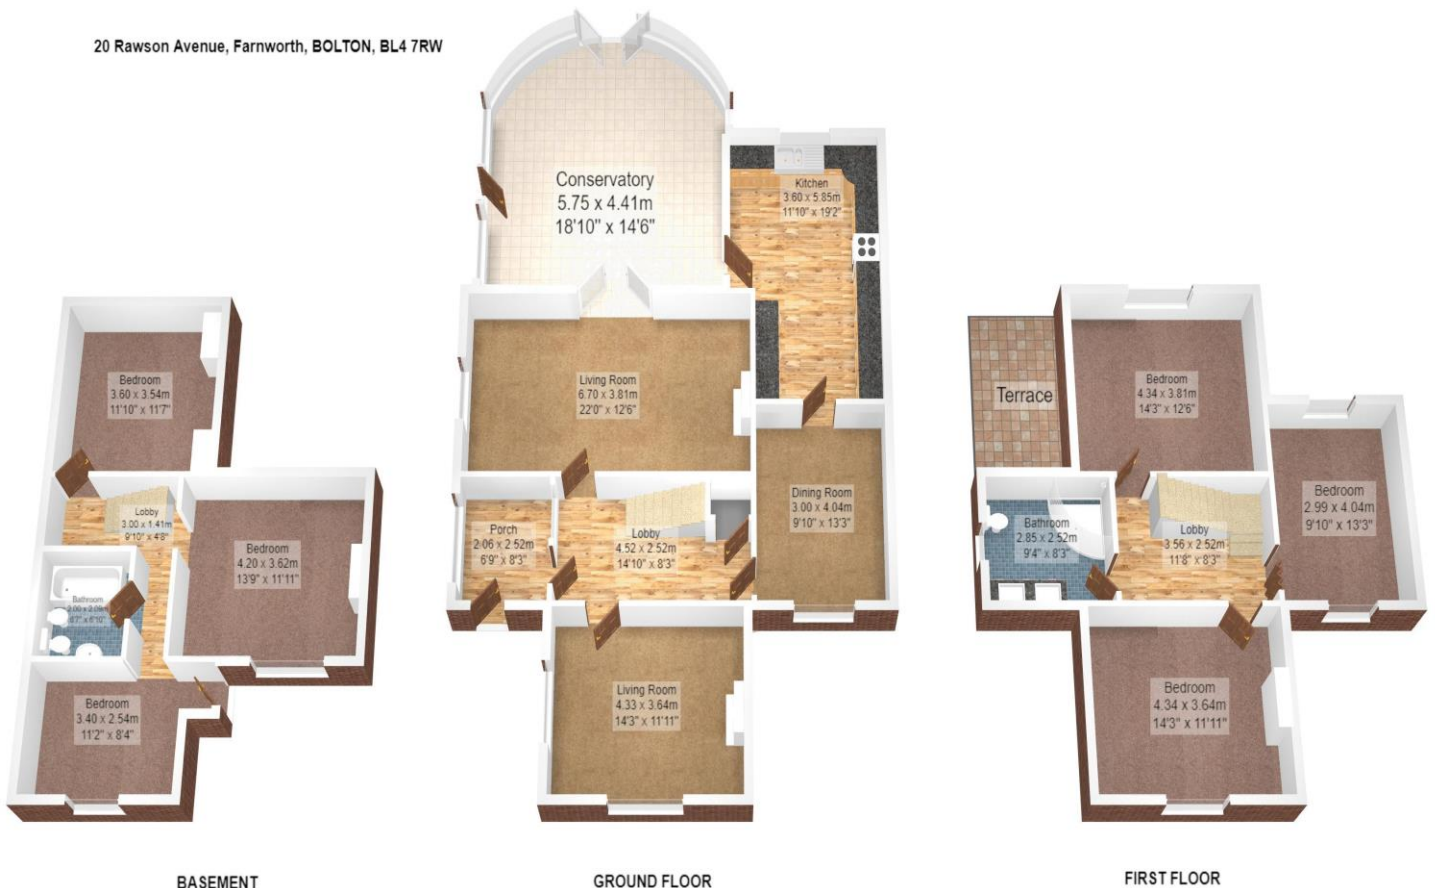 20 Rawson Avenue, Farnworth, BOLTON, BL4 7RW
Bedroom
3.60 x 3.54m
11'10" x 11'7"
Lobby
3.00 x 1.41m
9'10" x 4'8"
Bedroom
4.20 x 3.62m
13'9" x 11'11"
Bathroom
Bedroom
3.40 x 2.54m
11'2" x 8'4"
BASEMENT
Conservatory
5.75 x 4.41m
18'10" x 14'6"
Kitchen
3.60 x 5.85m
11'10" x 19'2"
Living Room
6.70 x 3.81m
22'0" x 12'6"
Dining Room
3.00 x 4.04m
9'10" x 13'3"
Porch
2.06 x 2.52m
6'9" x 8'3"
Lobby
4.52 x 2.52m
14'10" x 8'3"
Living Room
4.33 x 3.64m
14'3" x 11'11"
GROUND FLOOR
Terrace
Bedroom
4.34 x 3.81m
14'3" x 12'6"
Bedroom
2.99 x 4.04m
9'10" x 13'3"
Bathroom
2.85 x 2.52m
9'4" x 8'3"
Lobby
3.56 x 2.52m
11'8" x 8'3"
Bedroom
4.34 x 3.64m
14'3" x 11'11"
FIRST FLOOR